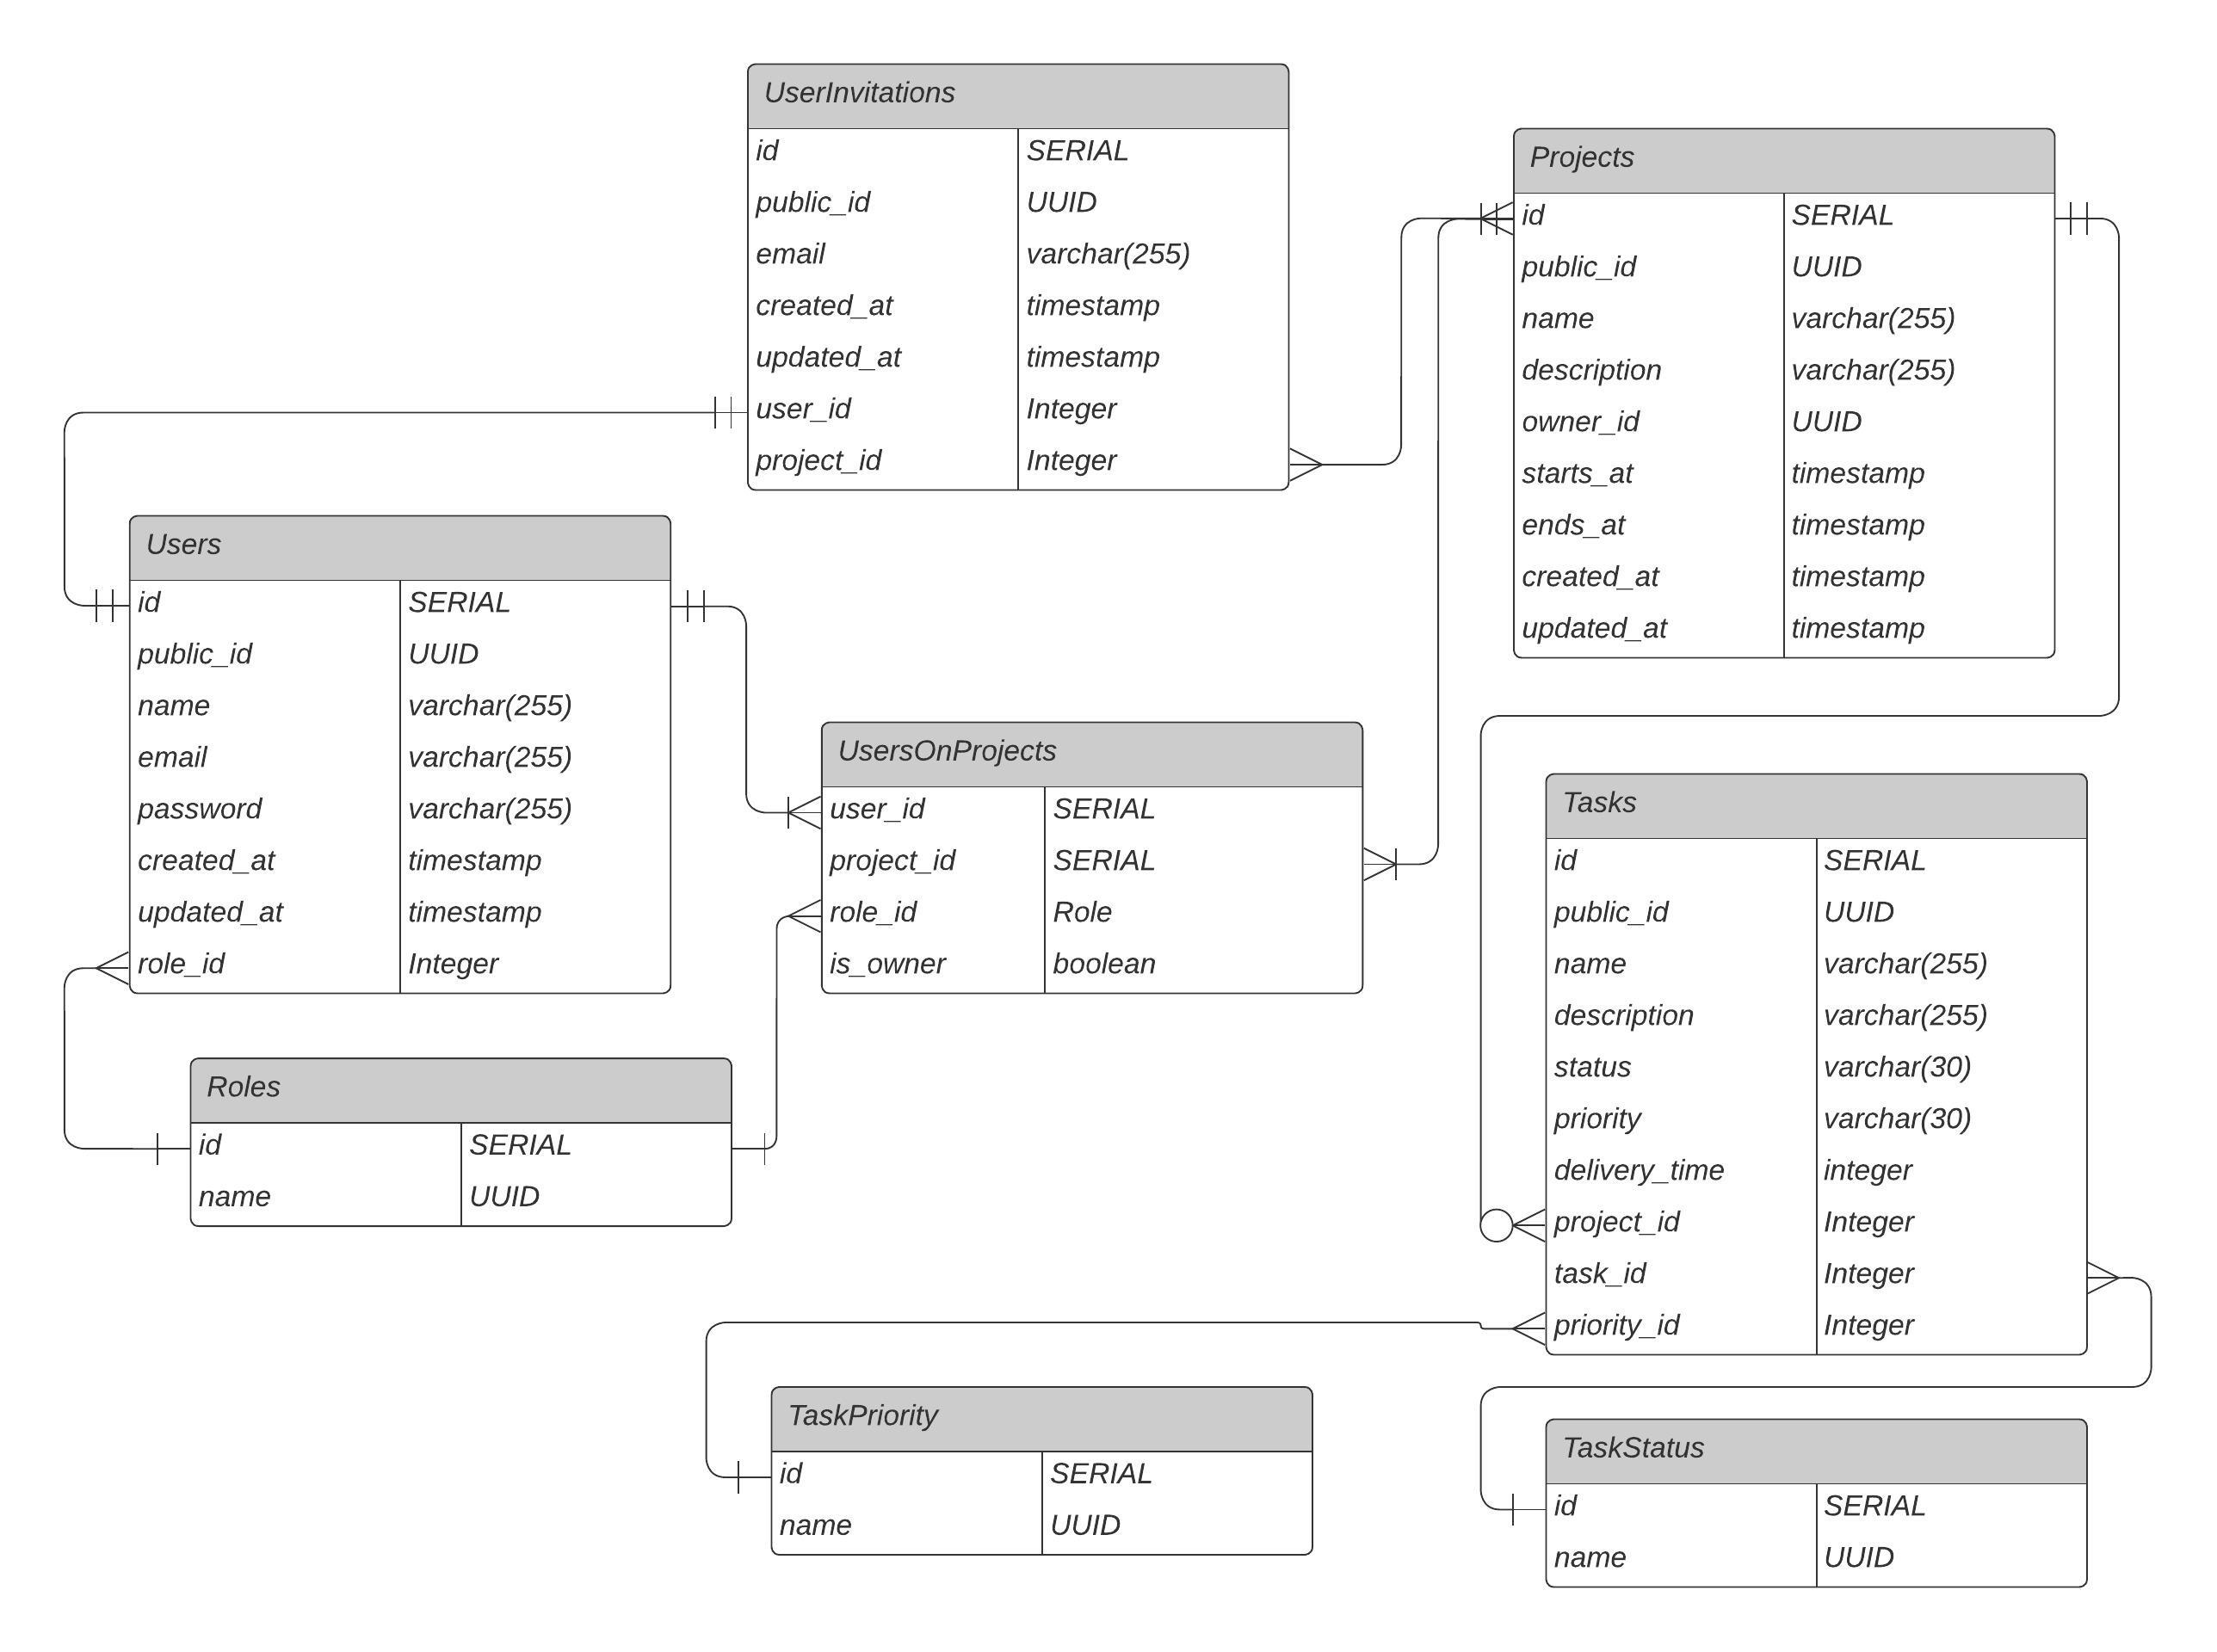 UserInvitations
id SERIAL
public_id UUID
email varchar(255)
created_at timestamp
updated_at timestamp
user_id Integer
project_id Integer
Projects
id SERIAL
public_id UUID
name varchar(255)
description varchar(255)
owner_id UUID
starts_at timestamp
ends_at timestamp
created_at timestamp
updated_at timestamp
Users
id SERIAL
public_id UUID
name varchar(255)
email varchar(255)
password varchar(255)
created_at timestamp
updated_at timestamp
role_id Integer
UsersOnProjects
user_id SERIAL
project_id SERIAL
role_id Role
is_owner boolean
Tasks
id SERIAL
public_id UUID
name varchar(255)
description varchar(255)
status varchar(30)
priority varchar(30)
delivery_time integer
project_id Integer
task_id Integer
priority_id Integer
Roles
id SERIAL
name UUID
TaskPriority
id SERIAL
name UUID
TaskStatus
id SERIAL
name UUID